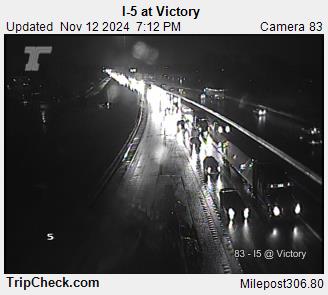 I-5 at Victory
Updated Nov 12 2024 7:12 PM Camera 83
T
S
83 - I5 @ Victory
TripCheck.com Milepost306.80